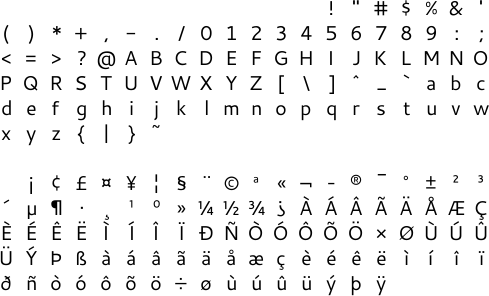 ! " # $ % & '
( ) * + , - . / 0 1 2 3 4 5 6 7 8 9 : ;
< = > ? @ A B C D E F G H I J K L M N O
P Q R S T U V W X Y Z [ \ ] ^ _ ` a b c
d e f g h i j k l m n o p q r s t u v w
x y z { | } ~
¡ ¢ £ ¤ ¥ ¦ § ¨ © ª « ¬ - ® ¯ ° ± ² ³
´ µ ¶ · ¸ ¹ º » ¼ ½ ¾ ¿ À Á Â Ã Ä Å Æ Ç
È É Ê Ë Ì Í Î Ï Ð Ñ Ò Ó Ô Õ Ö × Ø Ù Ú Û
Ü Ý Þ ß à á â ã ä å æ ç è é ê ë ì í î ï
ð ñ ò ó ô õ ö ÷ ø ù ú û ü ý þ ÿ